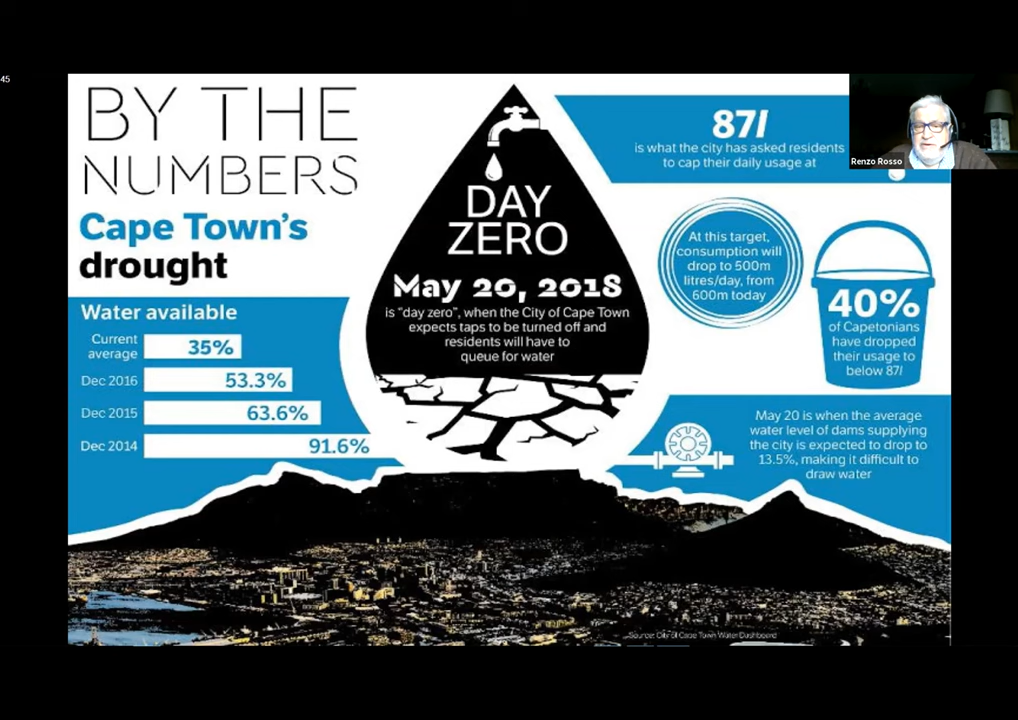 45
BY THE
NUMBERS
Cape Town's
drought
Water available
Current
average
35%
Dec 2016
53.3%
Dec 2015
63.6%
Dec 2014
91.6%
DAY
ZERO
May 20, 2018
is "day zero", when the City of Cape Town
expects taps to be turned off and
residents will have to
queue for water
87l
is what the city has asked residents
to cap their daily usage at
Renzo Rosso
At this target,
consumption will
drop to 500m
litres/day, from
600m today
40%
of Capetonians
have dropped
their usage to
below 87l
May 20 is when the average
water level of dams supplying
the city is expected to drop to
13.5%, making it difficult to
draw water
Source: City of Cape Town Water Dashboard